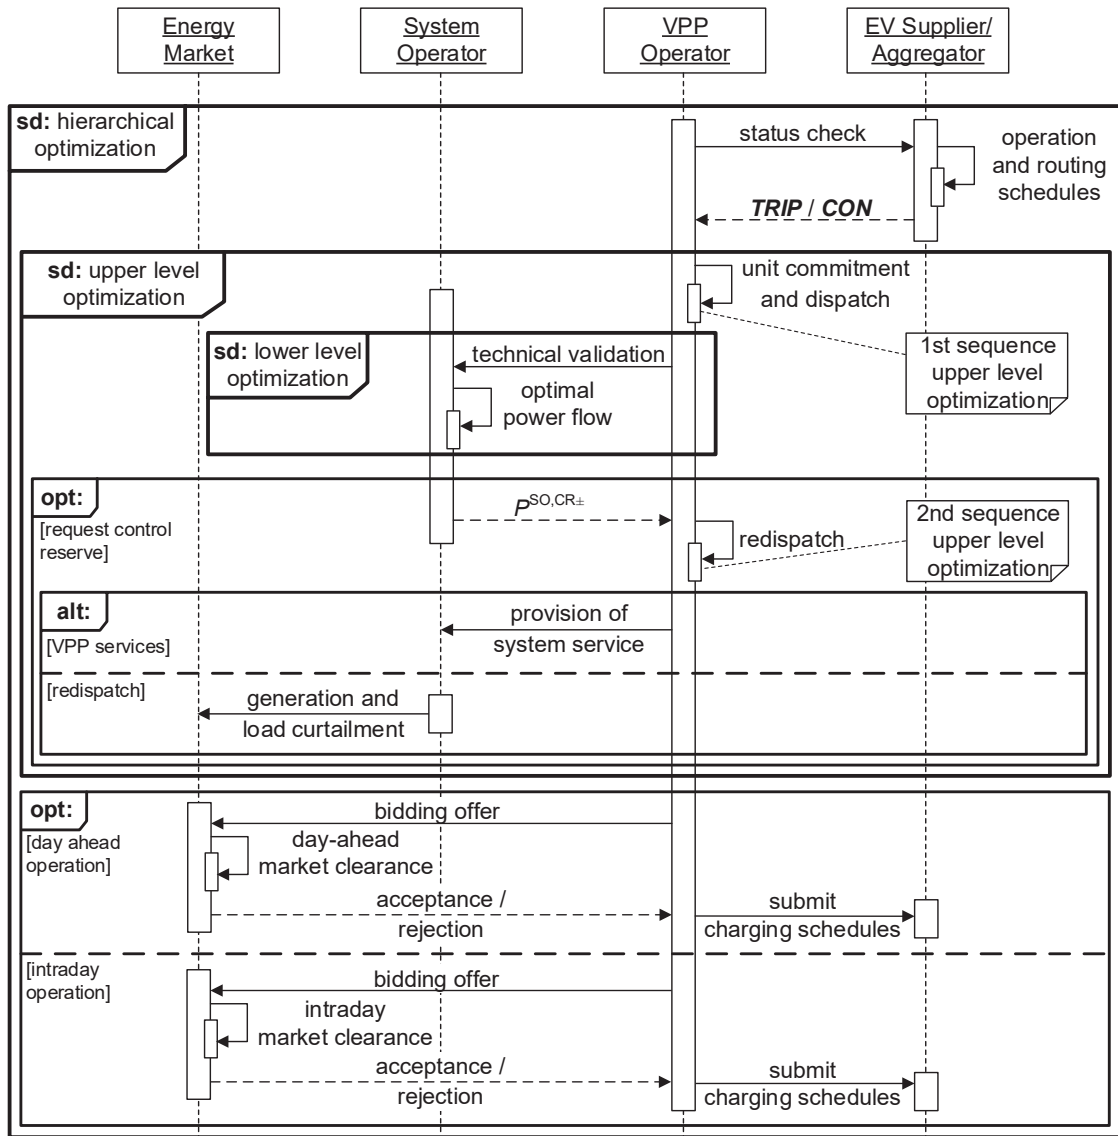 Energy
Market
System
Operator
VPP
Operator
EV Supplier/
Aggregator
sd: hierarchical
optimization
status check
operation
and routing
schedules
TRIP / CON
sd: upper level
optimization
unit commitment
and dispatch
sd: lower level
optimization
technical validation
optimal
power flow
1st sequence
upper level
optimization
opt:
[request control
reserve]
P^SO,CR±
redispatch
2nd sequence
upper level
optimization
alt:
[VPP services]
provision of
system service
[redispatch]
generation and
load curtailment
opt:
[day ahead
operation]
bidding offer
day-ahead
market clearance
acceptance /
rejection
submit
charging schedules
[intraday
operation]
bidding offer
intraday
market clearance
acceptance /
rejection
submit
charging schedules